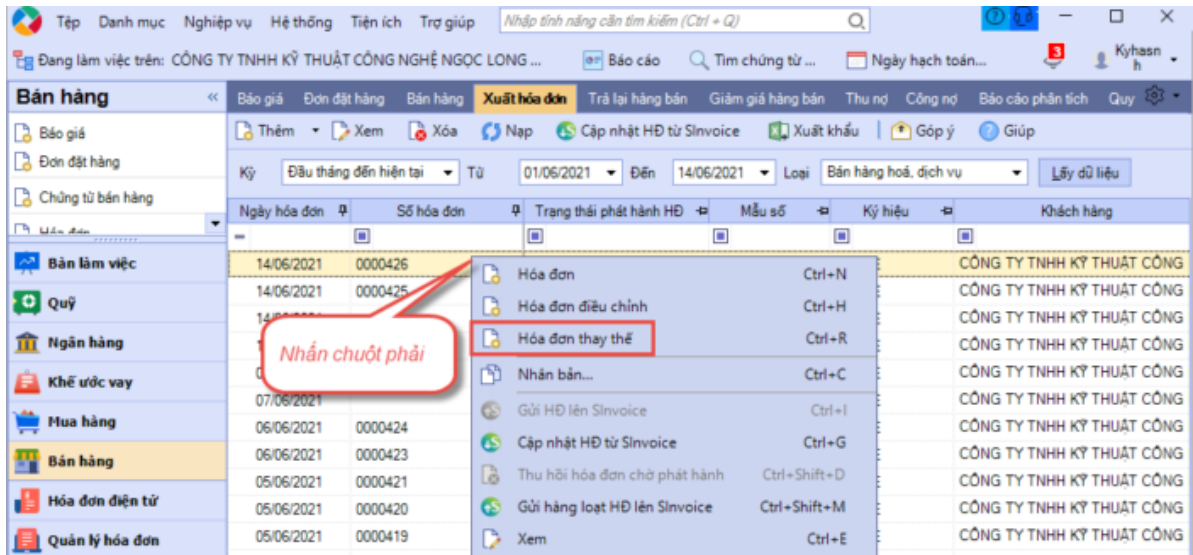 Tệp Danh mục Nghiệp vụ Hệ thống Tiện ích Trợ giúp Nhập tính năng cần tìm kiếm (Ctrl + Q)
Đang làm việc trên: CÔNG TY TNHH KỸ THUẬT CÔNG NGHỆ NGỌC LONG ... Báo cáo Tìm chứng từ ... Ngày hạch toán... 3 Kyhasn
h
Bán hàng « Báo giá Đơn đặt hàng Bán hàng Xuất hóa đơn Trả lại hàng bán Giảm giá hàng bán Thu nợ Công nợ Báo cáo phân tích Quy
Báo giá Thêm Xem Xóa Nạp Cập nhật HĐ từ SInvoice Xuất khẩu Góp ý Giúp
Đơn đặt hàng Kỳ Đầu tháng đến hiện tại Từ 01/06/2021 Đến 14/06/2021 Loại Bán hàng hoá, dịch vụ Lấy dữ liệu
Chứng từ bán hàng
Ngày hóa đơn Số hóa đơn Trạng thái phát hành HĐ Mẫu số Ký hiệu Khách hàng
Bàn làm việc 14/06/2021 0000426 CÔNG TY TNHH KỸ THUẬT CÔNG
14/06/2021 0000425 CÔNG TY TNHH KỸ THUẬT CÔNG
Quỹ CÔNG TY TNHH KỸ THUẬT CÔNG
Ngân hàng CÔNG TY TNHH KỸ THUẬT CÔNG
Khế ước vay CÔNG TY TNHH KỸ THUẬT CÔNG
07/06/2021 CÔNG TY TNHH KỸ THUẬT CÔNG
Mua hàng 06/06/2021 0000424 CÔNG TY TNHH KỸ THUẬT CÔNG
Bán hàng 06/06/2021 0000423 CÔNG TY TNHH KỸ THUẬT CÔNG
05/06/2021 0000421 CÔNG TY TNHH KỸ THUẬT CÔNG
Hóa đơn điện tử 05/06/2021 0000420 CÔNG TY TNHH KỸ THUẬT CÔNG
Quản lý hóa đơn 05/06/2021 0000419 CÔNG TY TNHH KỸ THUẬT CÔNG
Nhấn chuột phải
Hóa đơn Ctrl+N
Hóa đơn điều chỉnh Ctrl+H
Hóa đơn thay thế Ctrl+R
Nhân bản... Ctrl+C
Gửi HĐ lên SInvoice Ctrl+I
Cập nhật HĐ từ SInvoice Ctrl+G
Thu hồi hóa đơn chờ phát hành Ctrl+Shift+D
Gửi hàng loạt HĐ lên SInvoice Ctrl+Shift+M
Xem Ctrl+E